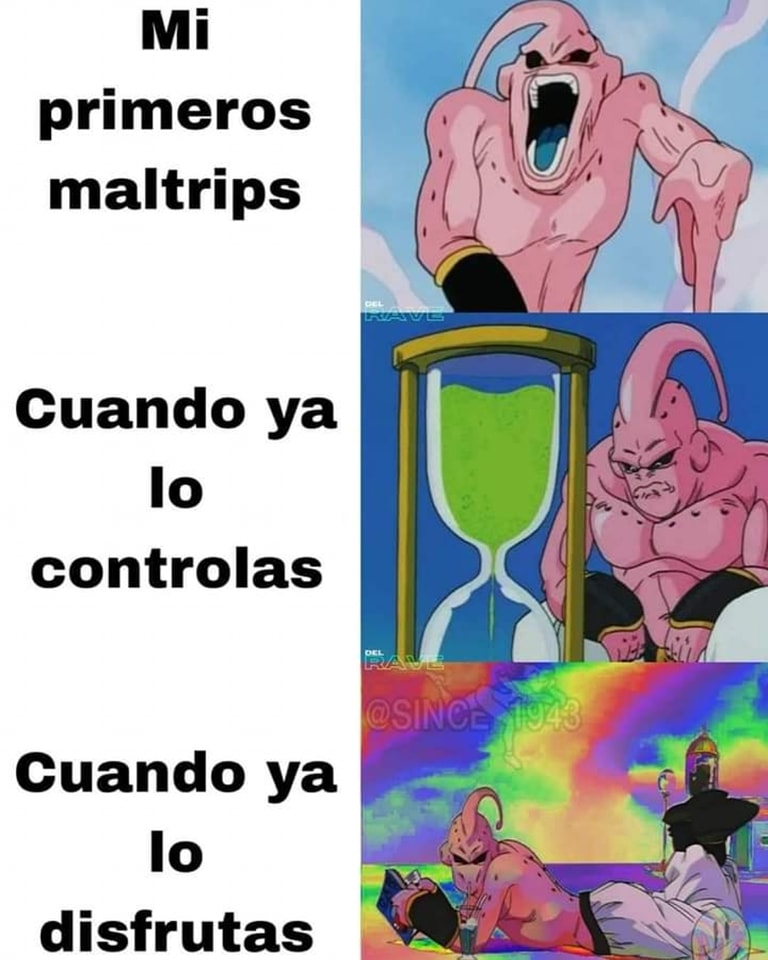 Mi
primeros
maltrips
DEL
RAVE
Cuando ya
lo
controlas
DEL
RAVE
@SINCE 1943
Cuando ya
lo
disfrutas